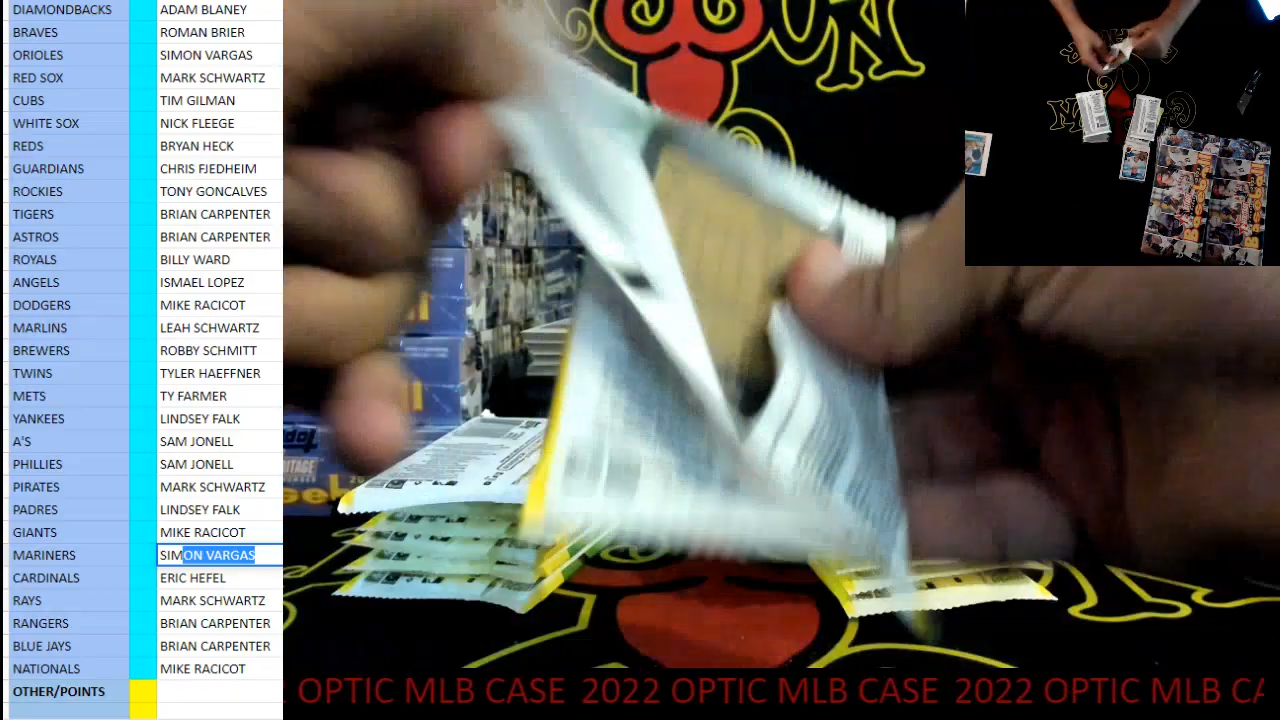 DIAMONDBACKS ADAM BLANEY
BRAVES ROMAN BRIER
ORIOLES SIMON VARGAS
RED SOX MARK SCHWARTZ
CUBS TIM GILMAN
WHITE SOX NICK FLEEGE
REDS BRYAN HECK
GUARDIANS CHRIS FJEDHEIM
ROCKIES TONY GONCALVES
TIGERS BRIAN CARPENTER
ASTROS BRIAN CARPENTER
ROYALS BILLY WARD
ANGELS ISMAEL LOPEZ
DODGERS MIKE RACICOT
MARLINS LEAH SCHWARTZ
BREWERS ROBBY SCHMITT
TWINS TYLER HAEFFNER
METS TY FARMER
YANKEES LINDSEY FALK
A'S SAM JONELL
PHILLIES SAM JONELL
PIRATES MARK SCHWARTZ
PADRES LINDSEY FALK
GIANTS MIKE RACICOT
MARINERS SIMON VARGAS
CARDINALS ERIC HEFEL
RAYS MARK SCHWARTZ
RANGERS BRIAN CARPENTER
BLUE JAYS BRIAN CARPENTER
NATIONALS MIKE RACICOT
OTHER/POINTS
OPTIC MLB CASE 2022 OPTIC MLB CASE 2022 OPTIC MLB CA